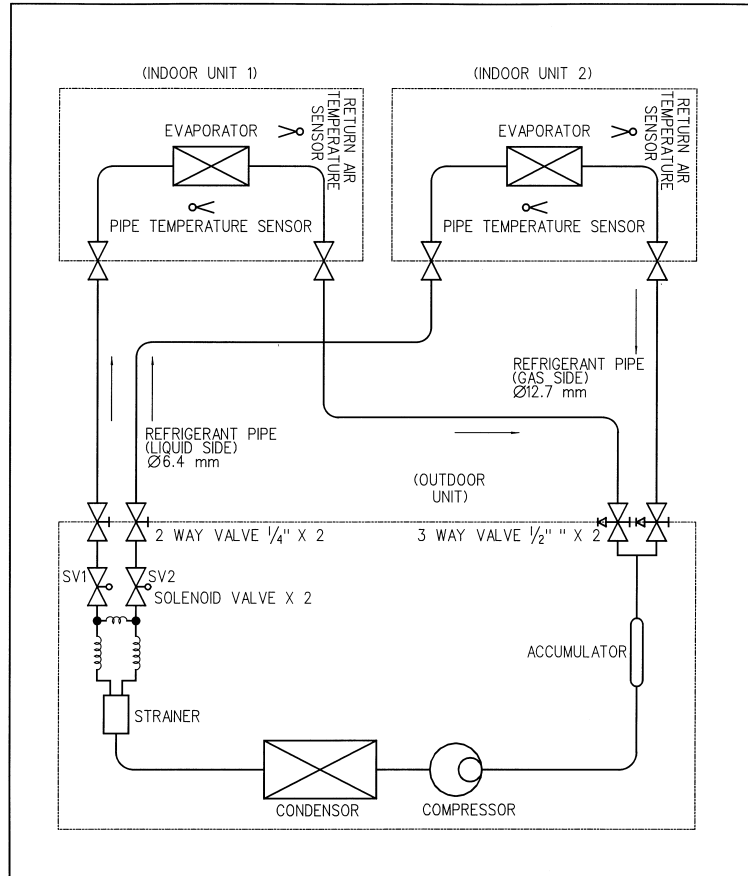 (INDOOR UNIT 1)
(INDOOR UNIT 2)
EVAPORATOR
RETURN AIR
TEMPERATURE
SENSOR
PIPE TEMPERATURE SENSOR
EVAPORATOR
RETURN AIR
TEMPERATURE
SENSOR
PIPE TEMPERATURE SENSOR
REFRIGERANT PIPE
(GAS SIDE)
Ø12.7 mm
REFRIGERANT PIPE
(LIQUID SIDE)
Ø6.4 mm
(OUTDOOR
UNIT)
2 WAY VALVE 1/4" X 2
3 WAY VALVE 1/2" " X 2
SV1
SV2
SOLENOID VALVE X 2
ACCUMULATOR
STRAINER
CONDENSOR
COMPRESSOR